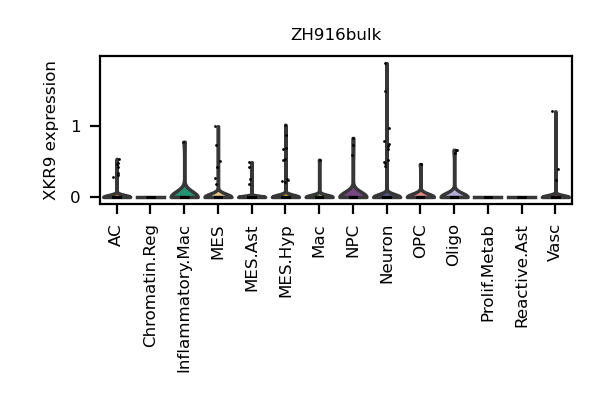 ZH916bulk
XKR9 expression
1
0
AC
Chromatin.Reg
Inflammatory.Mac
MES
MES.Ast
MES.Hyp
Mac
NPC
Neuron
OPC
Oligo
Prolif.Metab
Reactive.Ast
Vasc